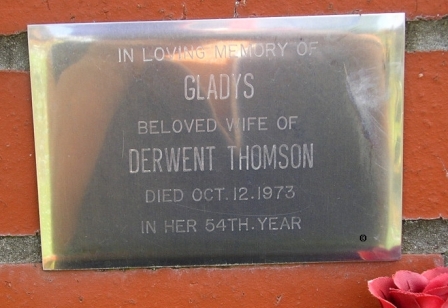 IN LOVING MEMORY OF
GLADYS
BELOVED WIFE OF
DERWENT THOMSON
DIED OCT.12.1973
IN HER 54TH.YEAR